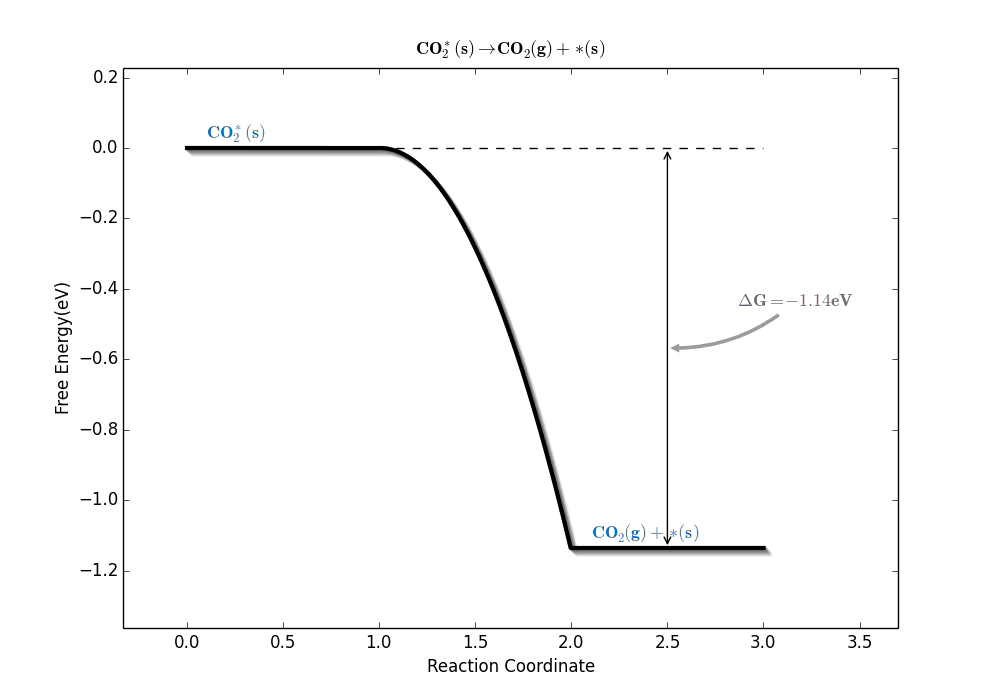 CO₂*(s)→CO₂(g)+∗(s)
0.2
CO₂*(s)
0.0
−0.2
−0.4
ΔG=−1.14eV
−0.6
−0.8
−1.0
CO₂(g)+∗(s)
−1.2
Free Energy(eV)
0.0 0.5 1.0 1.5 2.0 2.5 3.0 3.5
Reaction Coordinate